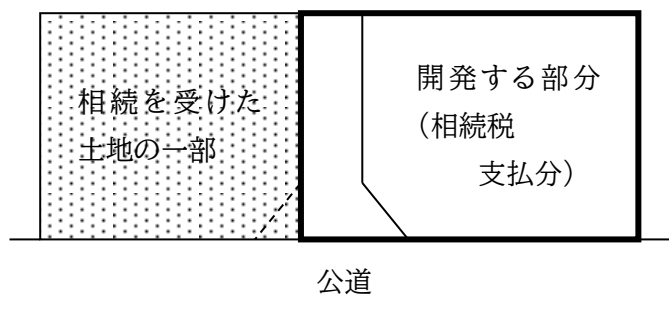 相続を受けた
土地の一部
開発する部分
（相続税
支払分）
公道